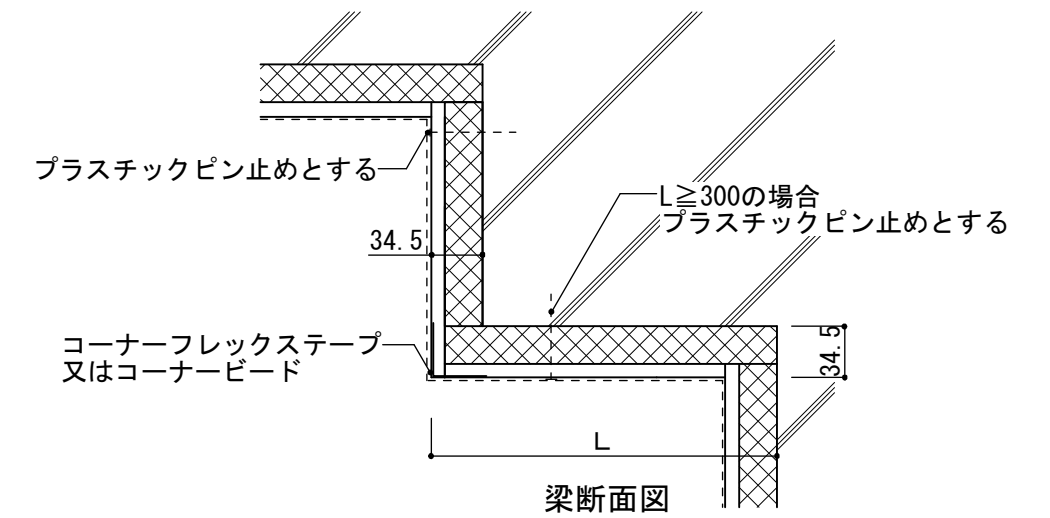 プラスチックピン止めとする
L≧300の場合
プラスチックピン止めとする
34.5
コーナーフレックステープ
又はコーナービード
34.5
L
梁断面図